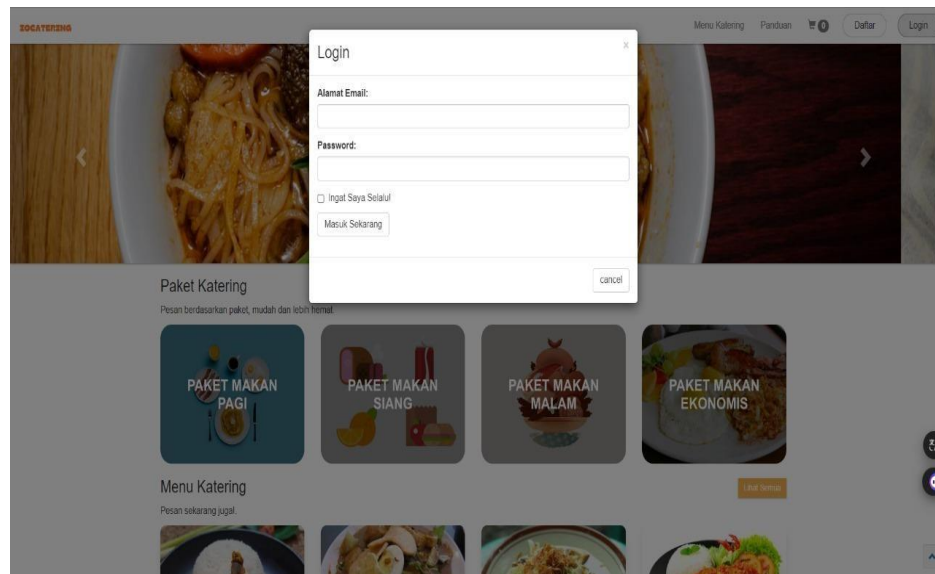 ZOCATERING
Menu Katering Panduan 0 Daftar Login
Login x
Alamat Email:
Password:
Ingat Saya Selalu!
Masuk Sekarang
cancel
Paket Katering
Pesan berdasarkan paket, mudah dan lebih hemat
PAKET MAKAN
PAGI
PAKET MAKAN
SIANG
PAKET MAKAN
MALAM
PAKET MAKAN
EKONOMIS
Menu Katering
Lihat Semua
Pesan sekarang juga!.